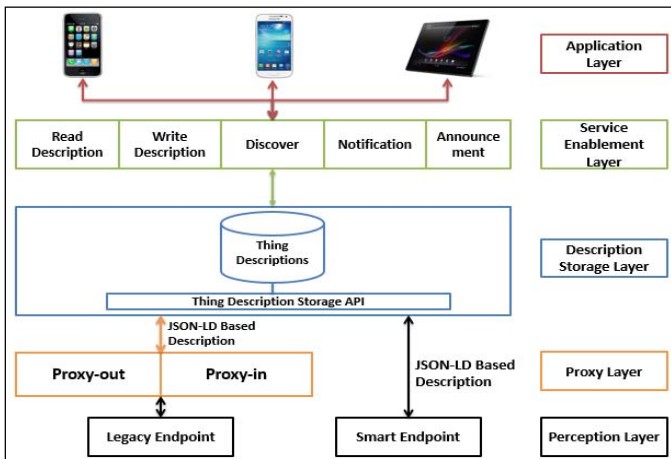 Application
Layer
Read
Description
Write
Description
Discover
Notification
Announce
ment
Service
Enablement
Layer
Thing
Descriptions
Thing Description Storage API
Description
Storage Layer
JSON-LD Based
Description
JSON-LD Based
Description
Proxy-out
Proxy-in
Proxy Layer
Legacy Endpoint
Smart Endpoint
Perception Layer